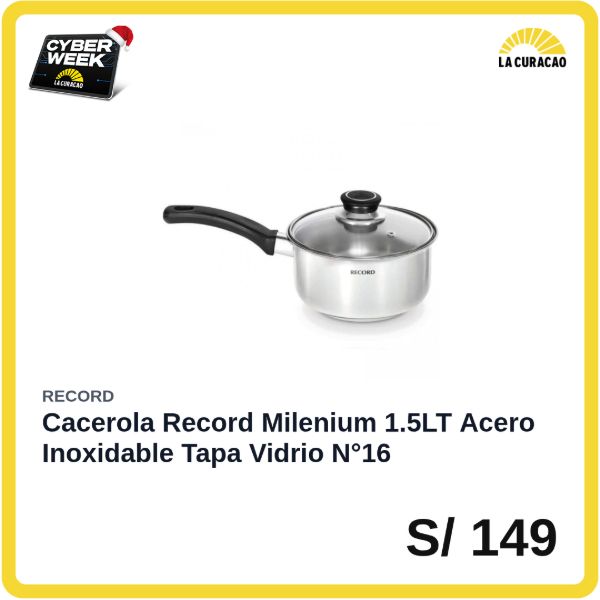 CYBER
WEEK
LA CURACAO
LA CURACAO
RECORD
RECORD
Cacerola Record Milenium 1.5LT Acero
Inoxidable Tapa Vidrio N°16
S/ 149